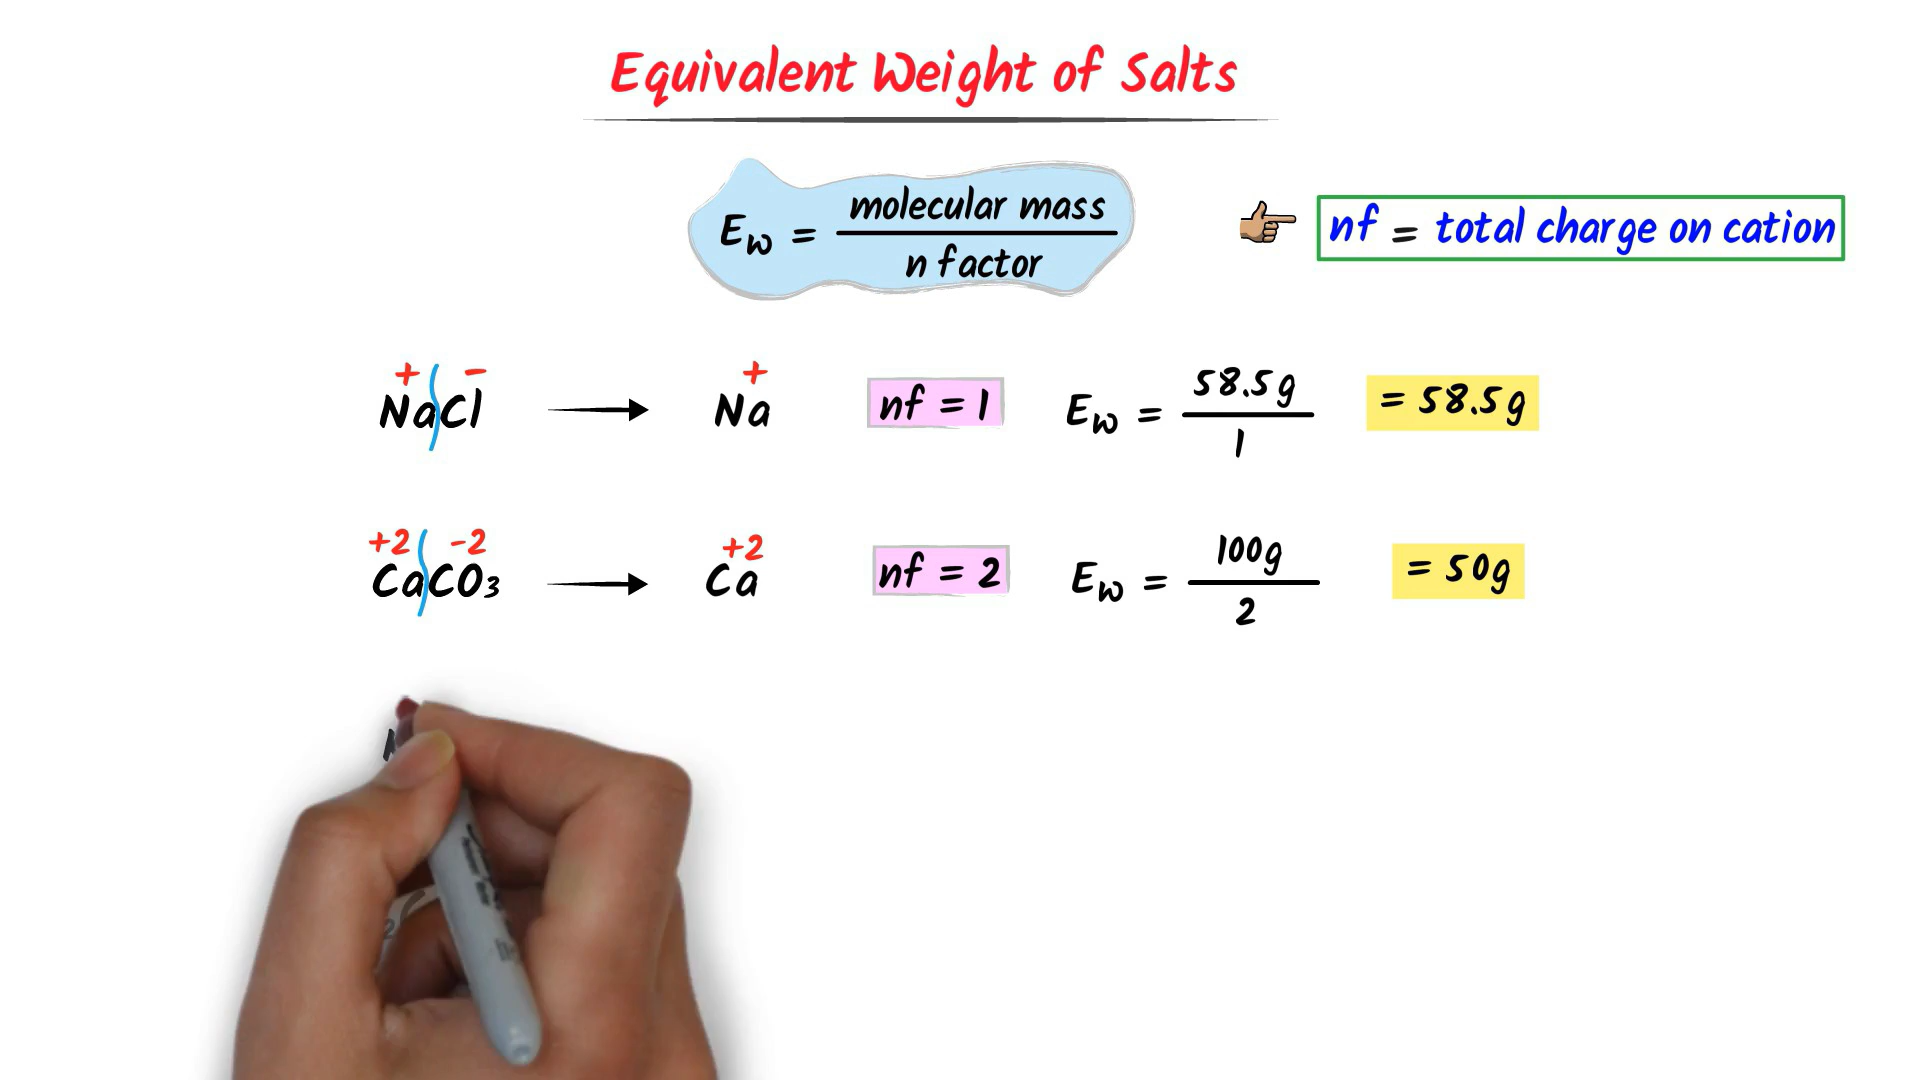 Equivalent Weight of Salts
Ew = molecular mass / n factor
nf = total charge on cation
+ -
NaCl → Na+ nf = 1 Ew = 58.5g / 1 = 58.5g
+2 -2
CaCO₃ → Ca+2 nf = 2 Ew = 100g / 2 = 50g